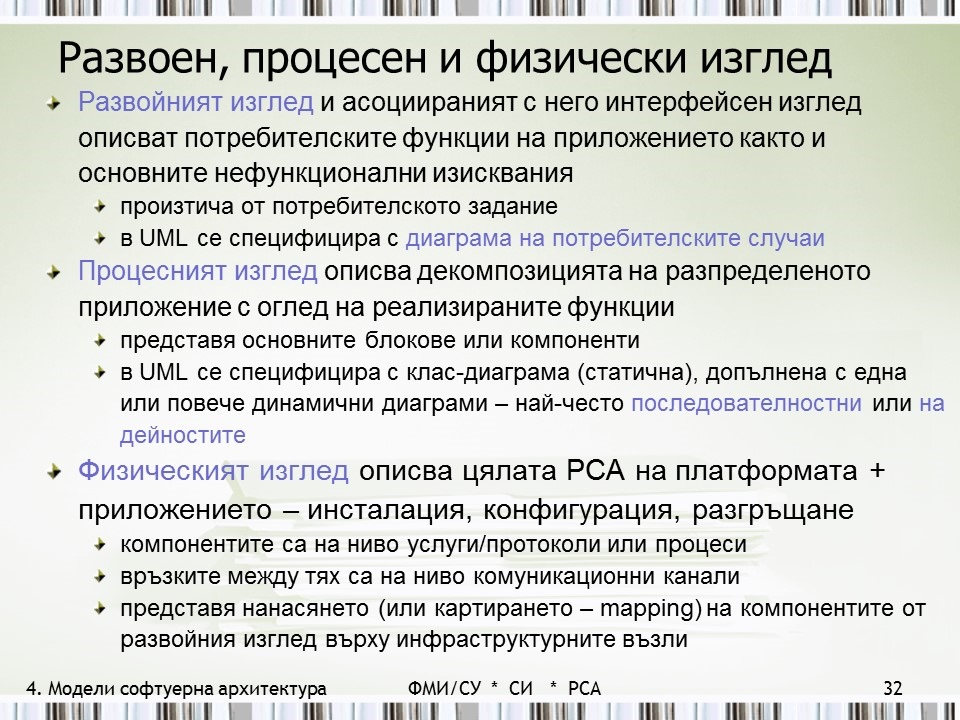 Развоен, процесен и физически изглед
Развойният изглед и асоциираният с него интерфейсен изглед
описват потребителските функции на приложението както и
основните нефункционални изисквания
произтича от потребителското задание
в UML се специфицира с диаграма на потребителските случаи
Процесният изглед описва декомпозицията на разпределеното
приложение с оглед на реализираните функции
представя основните блокове или компоненти
в UML се специфицира с клас-диаграма (статична), допълнена с една
или повече динамични диаграми – най-често последователностни или на
дейностите
Физическият изглед описва цялата РСА на платформата +
приложението – инсталация, конфигурация, разгръщане
компонентите са на ниво услуги/протоколи или процеси
връзките между тях са на ниво комуникационни канали
представя нанасянето (или картирането – mapping) на компонентите от
развойния изглед върху инфраструктурните възли
4. Модели софтуерна архитектура ФМИ/СУ * СИ * РСА 32